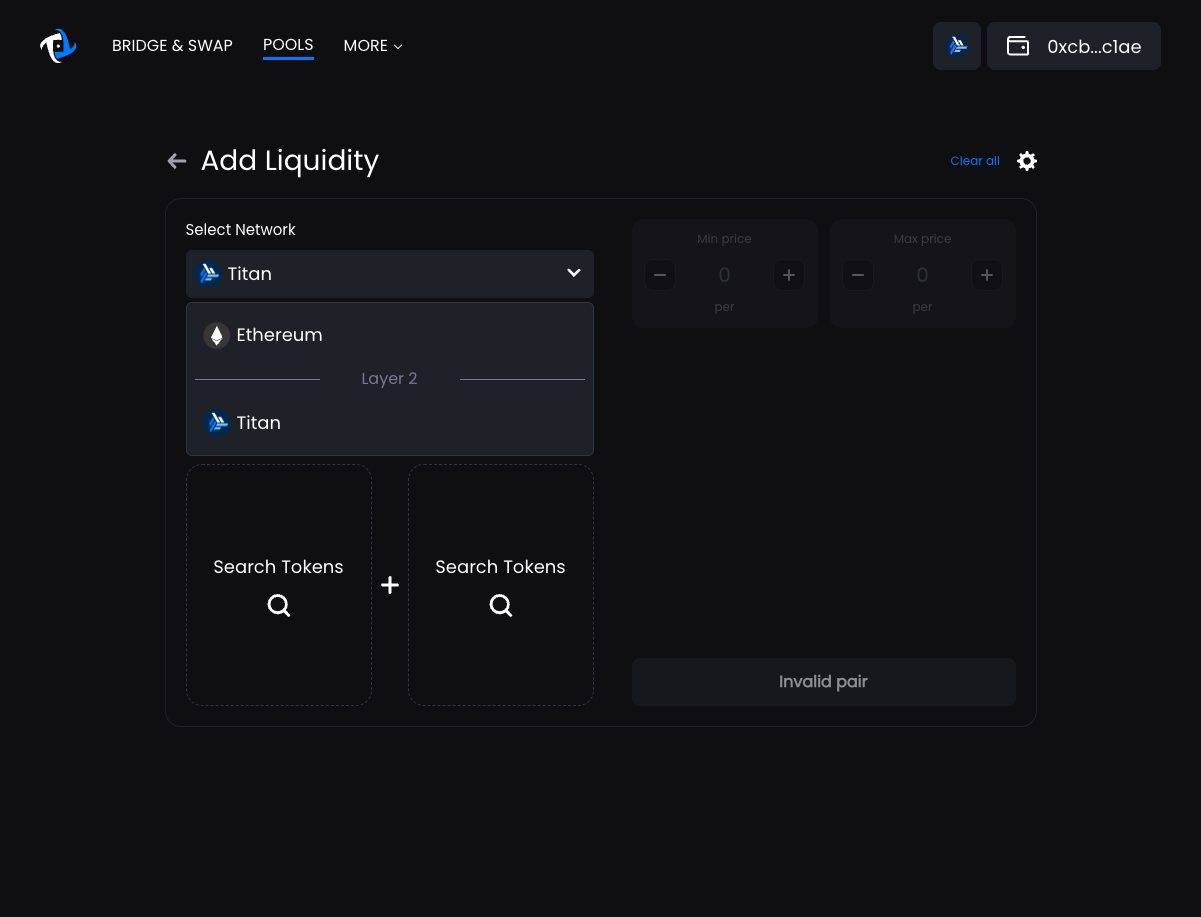 BRIDGE & SWAP
POOLS
MORE
0xcb...c1ae
Add Liquidity
Clear all
Select Network
Titan
Ethereum
Layer 2
Titan
Search Tokens
+
Search Tokens
Min price
− 0 +
per
Max price
− 0 +
per
Invalid pair